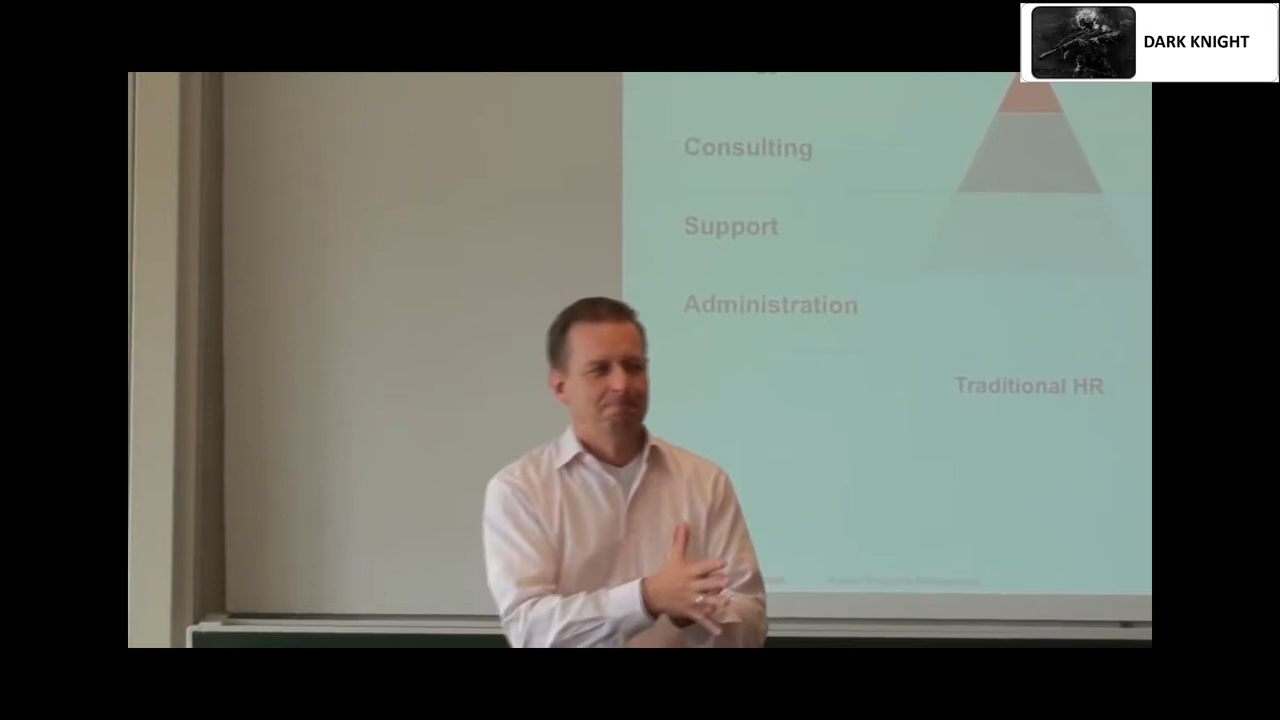 DARK KNIGHT
Consulting
Support
Administration
Traditional HR